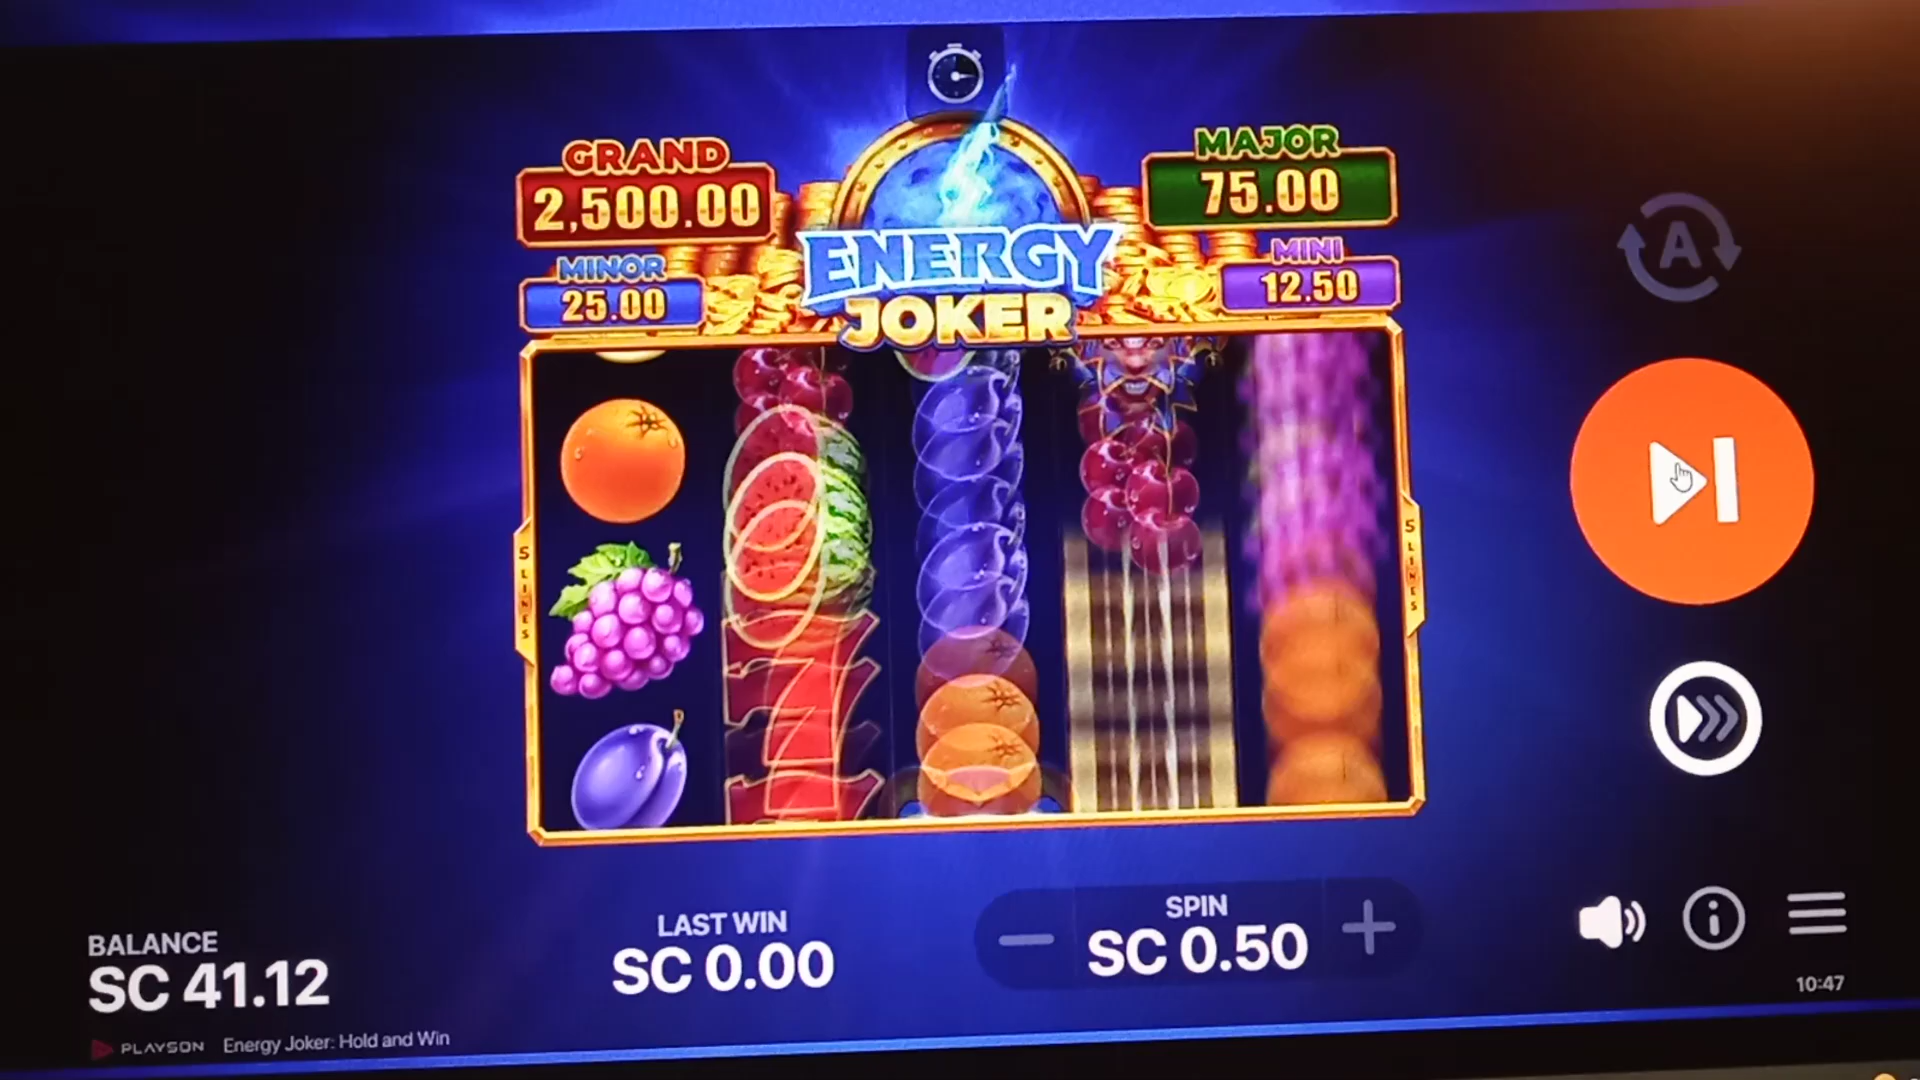 GRAND
2,500.00
MAJOR
75.00
MINOR
25.00
MINI
12.50
ENERGY
JOKER
A
5 LINES
5 LINES
BALANCE
SC 41.12
LAST WIN
SC 0.00
SPIN
SC 0.50
10:47
PLAYSON Energy Joker: Hold and Win